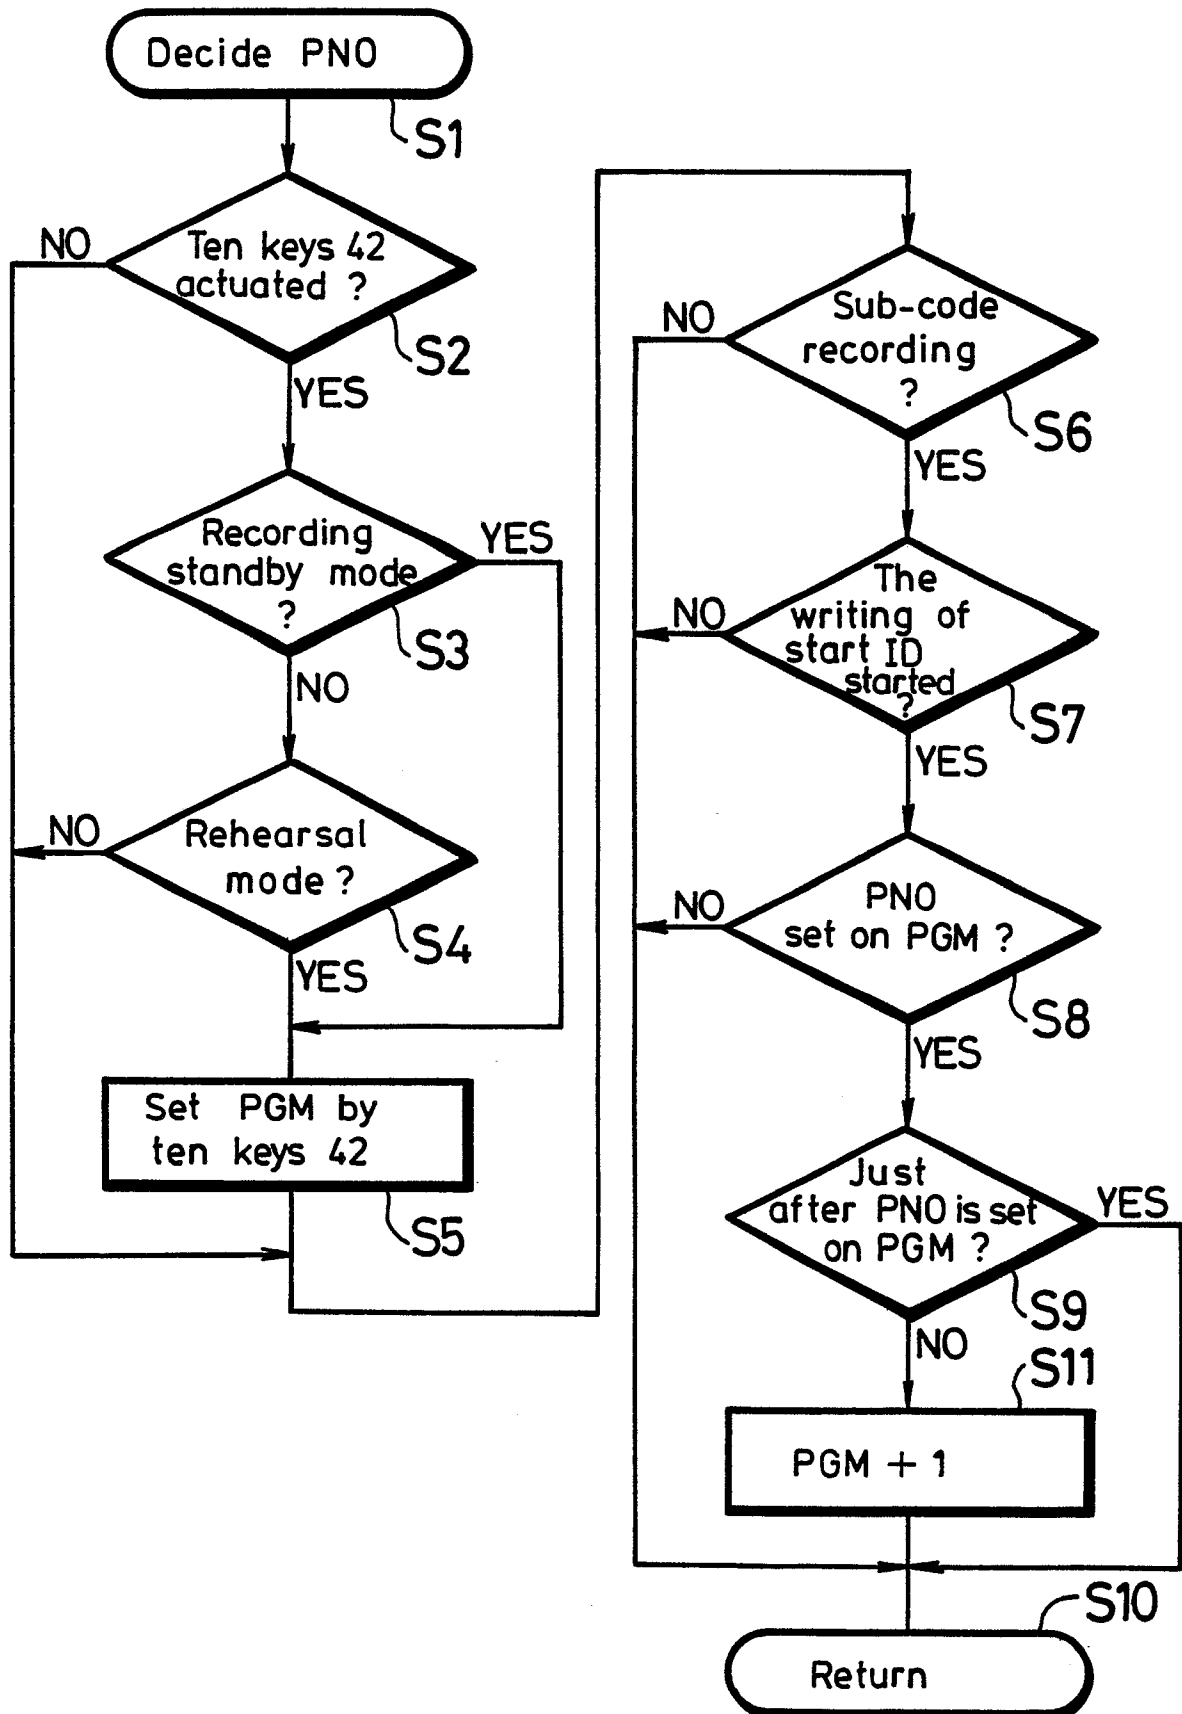 Decide PNO
S1
NO
Ten keys 42
actuated ?
S2
YES
Recording
standby mode
?
YES
S3
NO
NO
Rehearsal
mode ?
S4
YES
Set PGM by
ten keys 42
S5
NO
Sub-code
recording
?
S6
YES
NO
The
writing of
start ID
started
?
S7
YES
NO
PNO
set on PGM ?
S8
YES
Just
after PNO is set
on PGM ?
YES
S9
NO
S11
PGM + 1
S10
Return